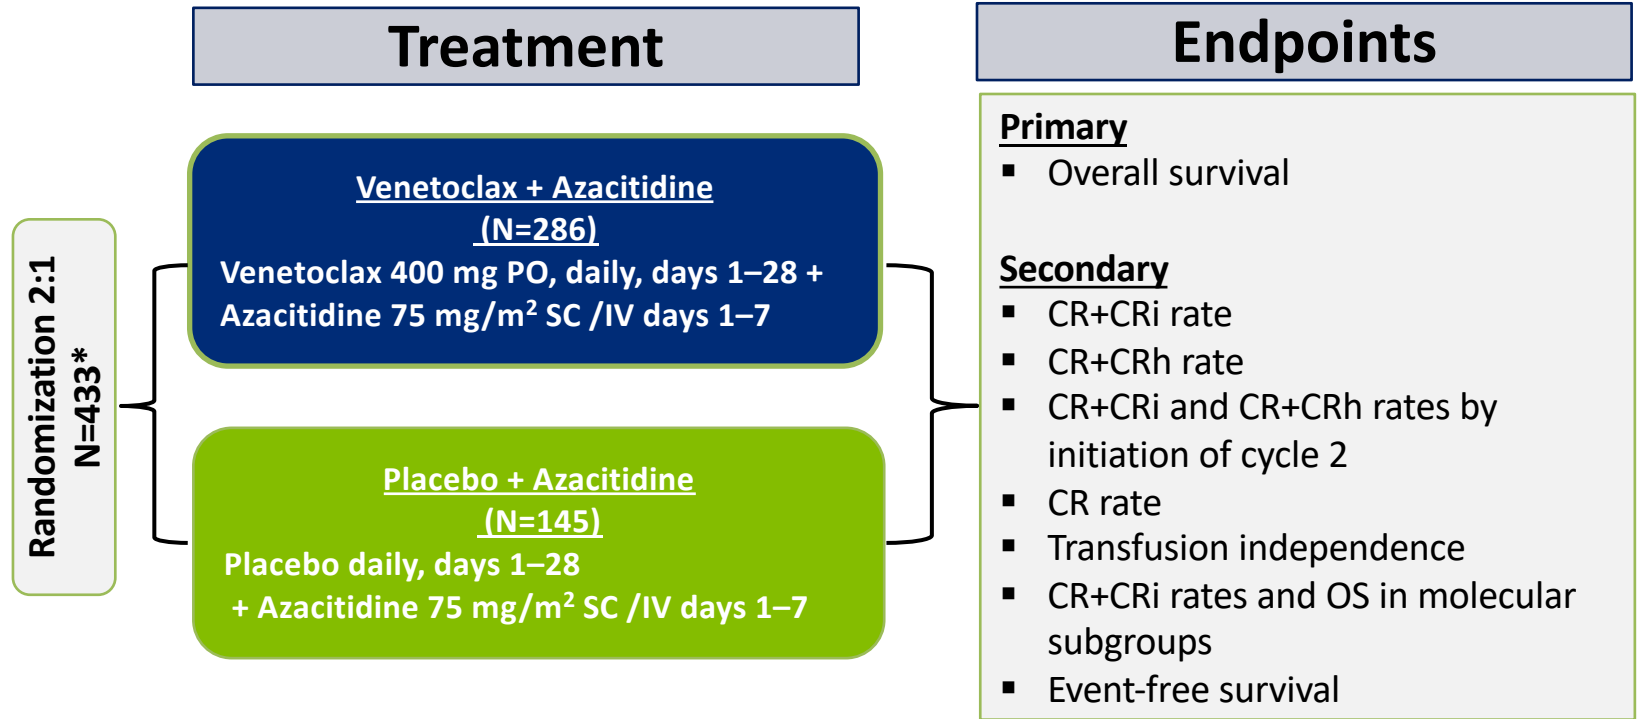 Treatment
Endpoints
Randomization 2:1
N=433*
Venetoclax + Azacitidine
(N=286)
Venetoclax 400 mg PO, daily, days 1–28 +
Azacitidine 75 mg/m² SC /IV days 1–7
Placebo + Azacitidine
(N=145)
Placebo daily, days 1–28
+ Azacitidine 75 mg/m² SC /IV days 1–7
Primary
▪ Overall survival
Secondary
▪ CR+CRi rate
▪ CR+CRh rate
▪ CR+CRi and CR+CRh rates by
initiation of cycle 2
▪ CR rate
▪ Transfusion independence
▪ CR+CRi rates and OS in molecular
subgroups
▪ Event-free survival